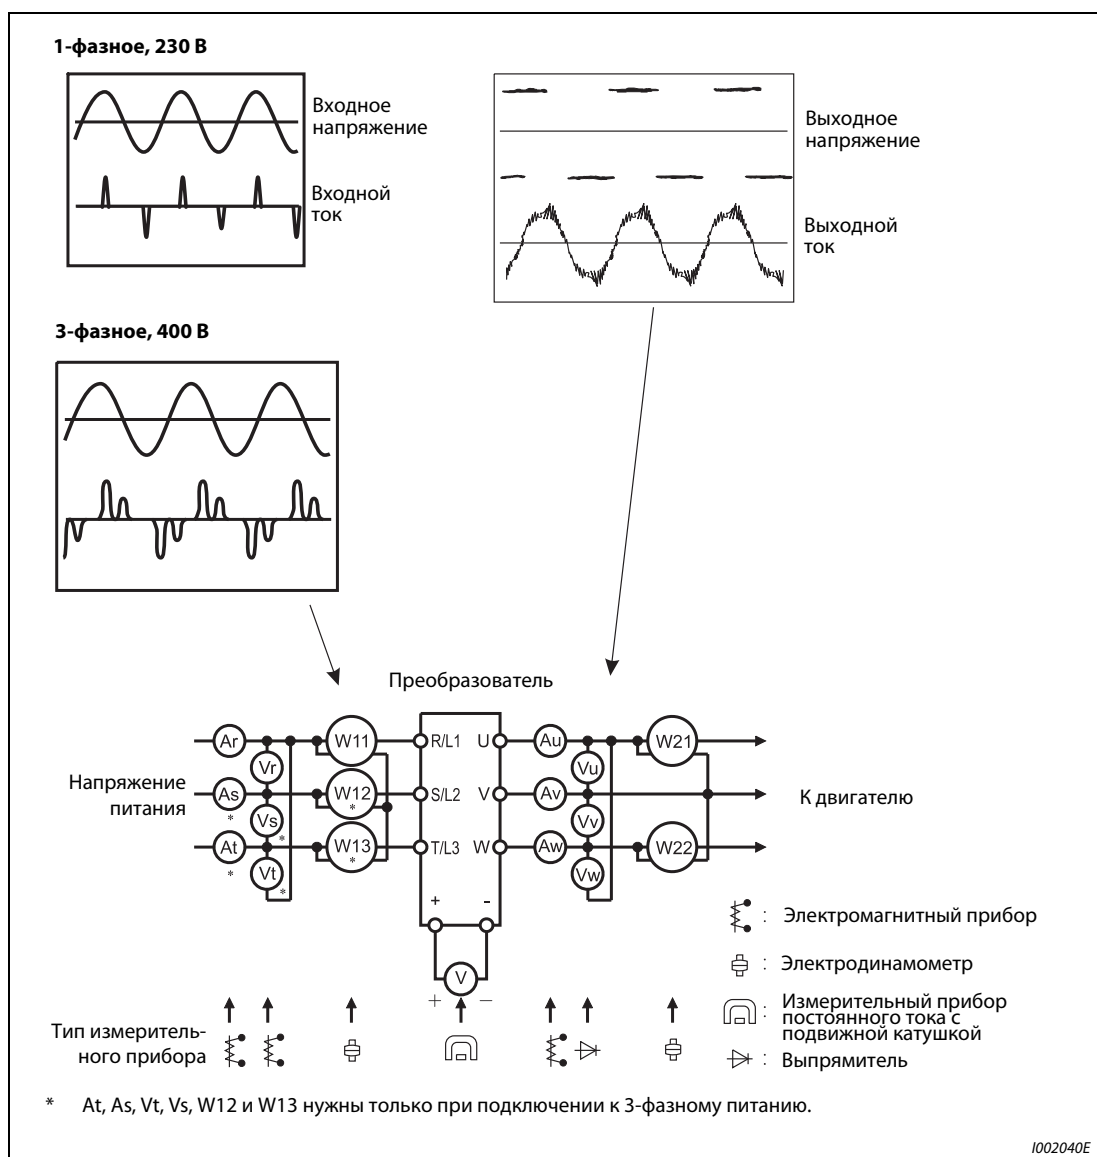 1-фазное, 230 В
Входное
напряжение
Входной
ток
Выходное
напряжение
Выходной
ток
3-фазное, 400 В
Преобразователь
Напряжение
питания
Ar
Vr
As
*
Vs
*
At
*
Vt
*
W11
W12
*
W13
*
R/L1
S/L2
T/L3
U
V
W
+
-
V
+
−
Au
Av
Aw
Vu
Vv
Vw
W21
W22
К двигателю
: Электромагнитный прибор
: Электродинамометр
: Измерительный прибор
постоянного тока с
подвижной катушкой
: Выпрямитель
Тип измеритель-
ного прибора
* At, As, Vt, Vs, W12 и W13 нужны только при подключении к 3-фазному питанию.
I002040E